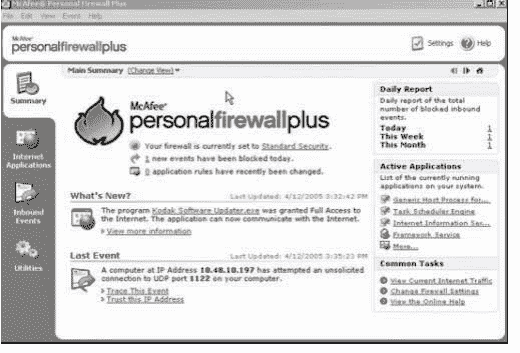 McAfee® Personal Firewall Plus
File Edit View Event Help
McAfee®
personalfirewallplus
Settings
Help
Summary
Internet
Applications
Inbound
Events
Utilities
Main Summary (Change View)
McAfee®
personalfirewallplus
Your firewall is currently set to Standard Security.
1 new events have been blocked today.
0 application rules have recently been changed.
What's New?
Last Updated: 4/12/2005 3:32:42 PM
The program Kodak Software Updater.exe was granted Full Access to
the Internet. The application can now communicate with the Internet.
View more information
Last Event
Last Updated: 4/12/2005 3:35:23 PM
A computer at IP Address 10.48.10.197 has attempted an unsolicited
connection to UDP port 1122 on your computer.
Trace This Event
Trust this IP Address
Daily Report
Daily report of the total
number of blocked inbound
events.
Today 1
This Week 1
This Month 1
Active Applications
List of the currently running
applications on your system.
Generic Host Process for...
Task Scheduler Engine
Internet Information Ser...
Framework Service
More...
Common Tasks
View Current Internet Traffic
Change Firewall Settings
View the Online Help